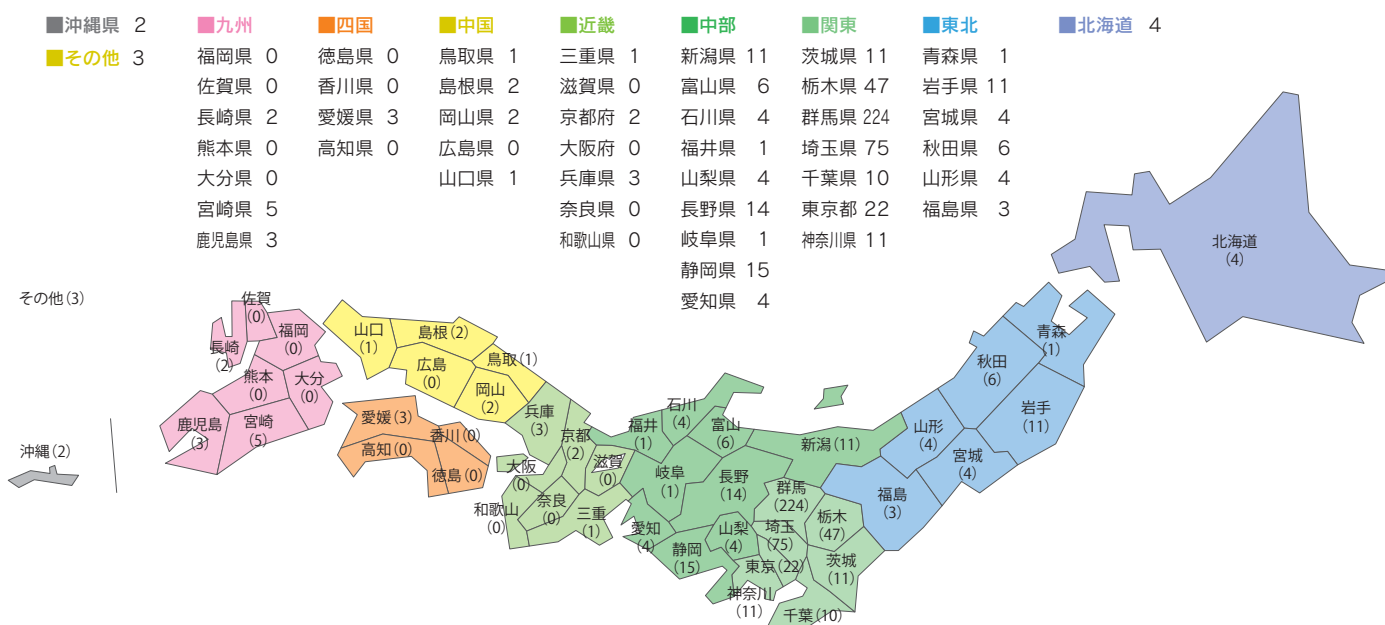 ■沖縄県 2
■その他 3
■九州
福岡県 0
佐賀県 0
長崎県 2
熊本県 0
大分県 0
宮崎県 5
鹿児島県 3
■四国
徳島県 0
香川県 0
愛媛県 3
高知県 0
■中国
鳥取県 1
島根県 2
岡山県 2
広島県 0
山口県 1
■近畿
三重県 1
滋賀県 0
京都府 2
大阪府 0
兵庫県 3
奈良県 0
和歌山県 0
■中部
新潟県 11
富山県 6
石川県 4
福井県 1
山梨県 4
長野県 14
岐阜県 1
静岡県 15
愛知県 4
■関東
茨城県 11
栃木県 47
群馬県 224
埼玉県 75
千葉県 10
東京都 22
神奈川県 11
■東北
青森県 1
岩手県 11
宮城県 4
秋田県 6
山形県 4
福島県 3
■北海道 4
その他(3)
沖縄(2)
佐賀
(0)
福岡
(0)
長崎
(2)
熊本
(0)
大分
(0)
鹿児島
(3)
宮崎
(5)
山口
(1)
島根(2)
広島
(0)
鳥取(1)
岡山
(2)
愛媛(3)
香川(0)
高知(0)
徳島(0)
兵庫
(3)
京都
(2)
大阪
(0)
滋賀
(0)
和歌山
(0)
奈良
(0)
三重
(1)
石川
(4)
福井
(1)
富山
(6)
新潟(11)
岐阜
(1)
長野
(14)
愛知
(4)
静岡
(15)
山梨
(4)
群馬
(224)
栃木
(47)
埼玉
(75)
東京(22)
茨城
(11)
神奈川
(11)
千葉(10)
青森
(1)
秋田
(6)
岩手
(11)
山形
(4)
宮城
(4)
福島
(3)
北海道
(4)